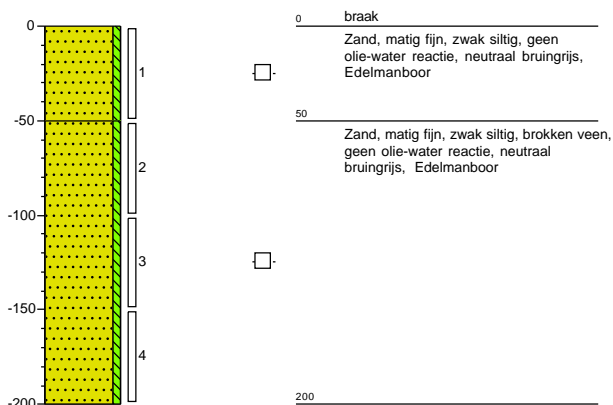 0
-50
-100
-150
-200
1
2
3
4
0 braak
Zand, matig fijn, zwak siltig, geen
olie-water reactie, neutraal bruingrijs,
Edelmanboor
50
Zand, matig fijn, zwak siltig, brokken veen,
geen olie-water reactie, neutraal
bruingrijs, Edelmanboor
200